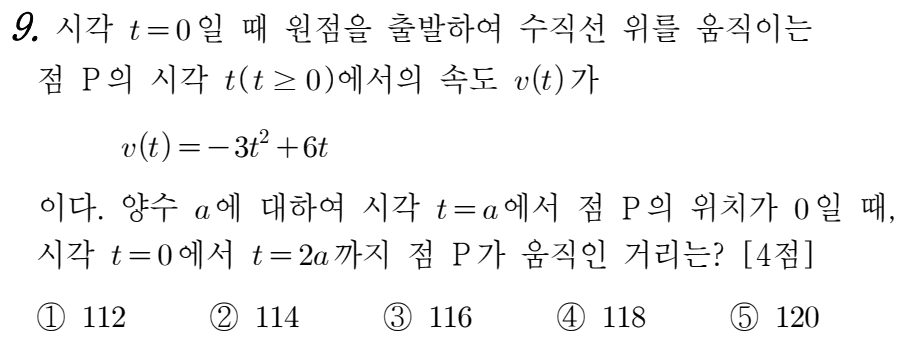 9. 시각 t=0일 때 원점을 출발하여 수직선 위를 움직이는
점 P의 시각 t(t≥0)에서의 속도 v(t)가
v(t)=-3t²+6t
이다. 양수 a에 대하여 시각 t=a에서 점 P의 위치가 0일 때,
시각 t=0에서 t=2a까지 점 P가 움직인 거리는? [4점]
① 112 ② 114 ③ 116 ④ 118 ⑤ 120